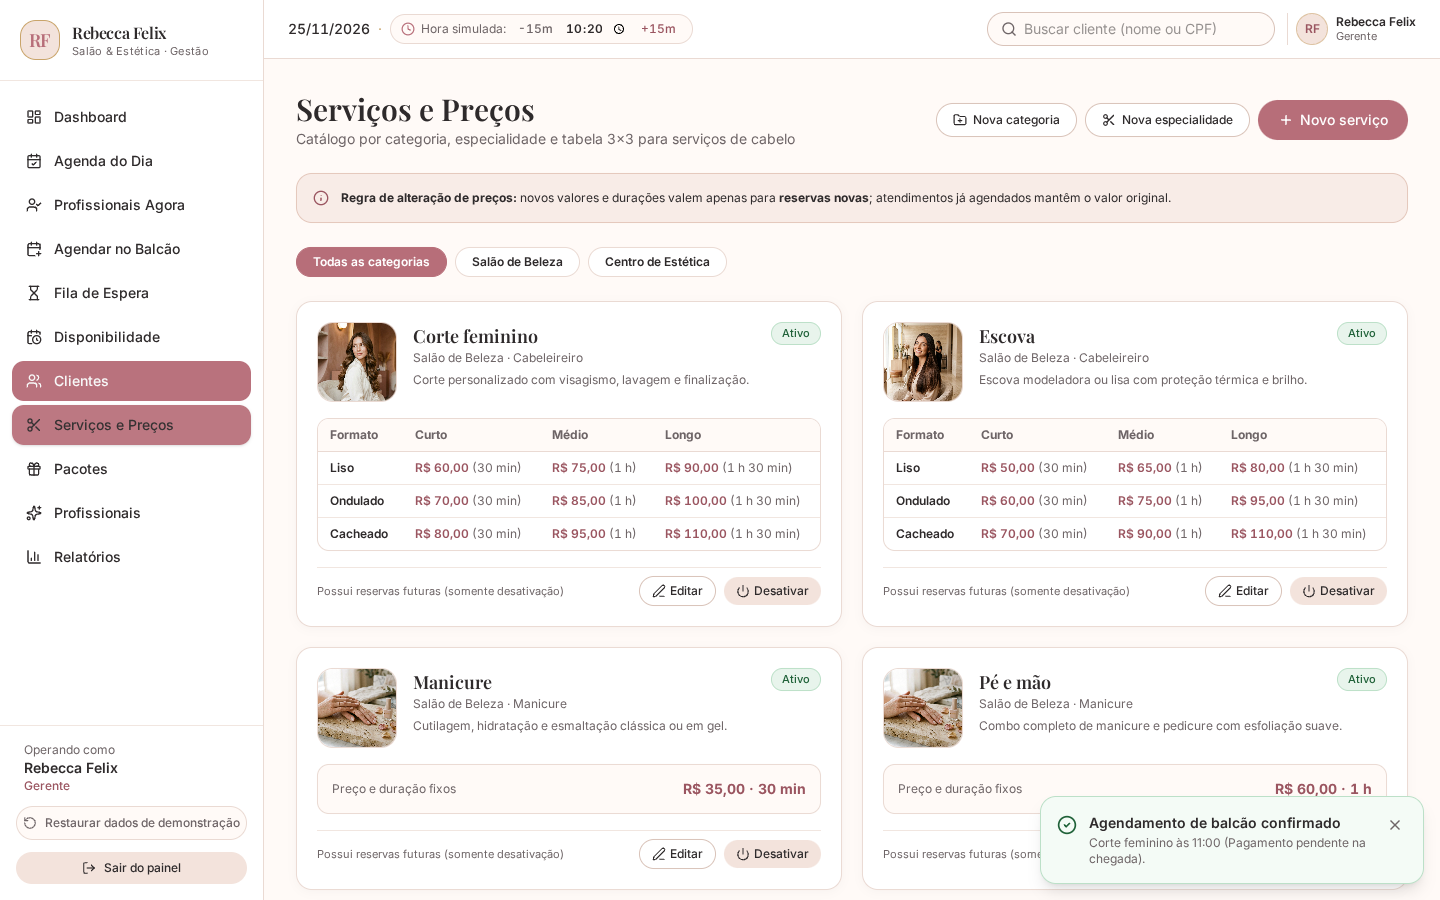 RF
Rebecca Felix
Salão & Estética · Gestão
Dashboard
Agenda do Dia
Profissionais Agora
Agendar no Balcão
Fila de Espera
Disponibilidade
Clientes
Serviços e Preços
Pacotes
Profissionais
Relatórios
Operando como
Rebecca Felix
Gerente
Restaurar dados de demonstração
Sair do painel
25/11/2026 · Hora simulada: -15m 10:20 +15m
Buscar cliente (nome ou CPF)
RF
Rebecca Felix
Gerente
Serviços e Preços
Catálogo por categoria, especialidade e tabela 3×3 para serviços de cabelo
Nova categoria
Nova especialidade
Novo serviço
Regra de alteração de preços: novos valores e durações valem apenas para reservas novas; atendimentos já agendados mantêm o valor original.
Todas as categorias
Salão de Beleza
Centro de Estética
Corte feminino
Ativo
Salão de Beleza · Cabeleireiro
Corte personalizado com visagismo, lavagem e finalização.
Formato Curto Médio Longo
Liso R$ 60,00 (30 min) R$ 75,00 (1 h) R$ 90,00 (1 h 30 min)
Ondulado R$ 70,00 (30 min) R$ 85,00 (1 h) R$ 100,00 (1 h 30 min)
Cacheado R$ 80,00 (30 min) R$ 95,00 (1 h) R$ 110,00 (1 h 30 min)
Possui reservas futuras (somente desativação)
Editar
Desativar
Escova
Ativo
Salão de Beleza · Cabeleireiro
Escova modeladora ou lisa com proteção térmica e brilho.
Formato Curto Médio Longo
Liso R$ 50,00 (30 min) R$ 65,00 (1 h) R$ 80,00 (1 h 30 min)
Ondulado R$ 60,00 (30 min) R$ 75,00 (1 h) R$ 95,00 (1 h 30 min)
Cacheado R$ 70,00 (30 min) R$ 90,00 (1 h) R$ 110,00 (1 h 30 min)
Possui reservas futuras (somente desativação)
Editar
Desativar
Manicure
Ativo
Salão de Beleza · Manicure
Cutilagem, hidratação e esmaltação clássica ou em gel.
Preço e duração fixos
R$ 35,00 · 30 min
Possui reservas futuras (somente desativação)
Editar
Desativar
Pé e mão
Ativo
Salão de Beleza · Manicure
Combo completo de manicure e pedicure com esfoliação suave.
Preço e duração fixos
R$ 60,00 · 1 h
Possui reservas futuras (some
Agendamento de balcão confirmado
Corte feminino às 11:00 (Pagamento pendente na
chegada).